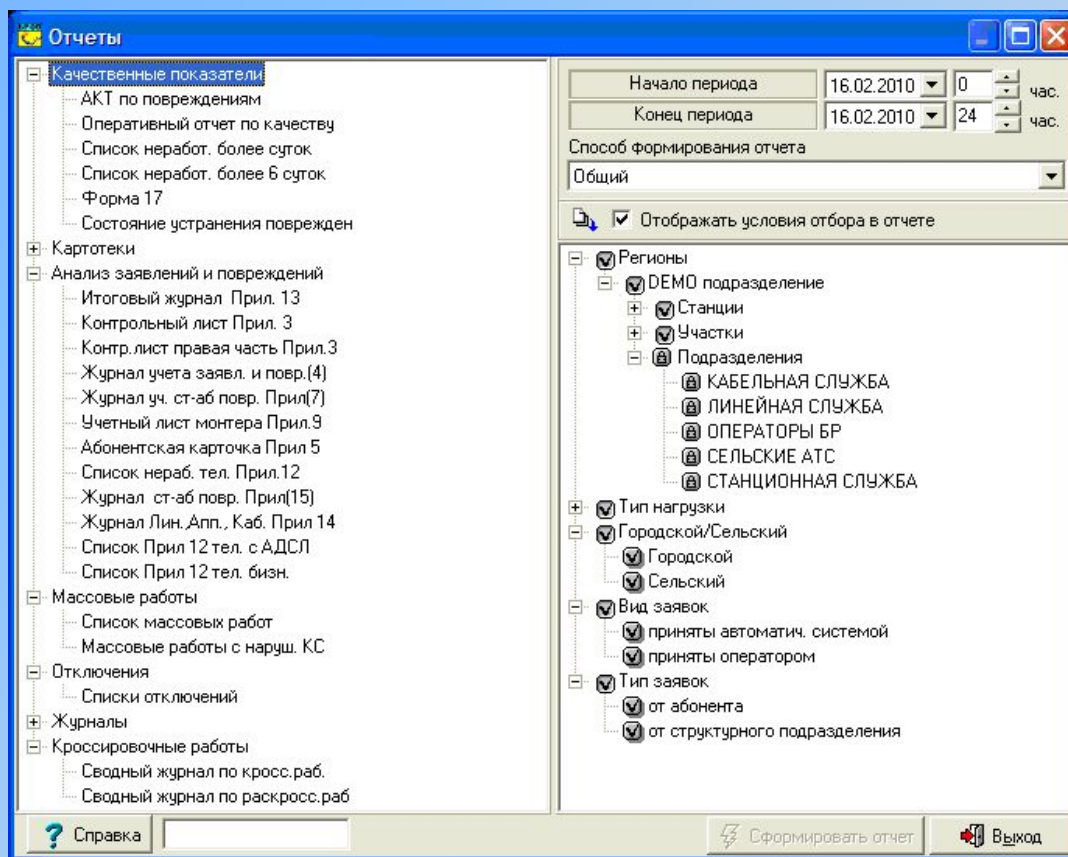 Отчеты
Качественные показатели
АКТ по повреждениям
Оперативный отчет по качеству
Список неработ. более суток
Список неработ. более 6 суток
Форма 17
Состояние устранения поврежден
Картотеки
Анализ заявлений и повреждений
Итоговый журнал Прил. 13
Контрольный лист Прил. 3
Контр.лист правая часть Прил.3
Журнал учета заявл. и повр.(4)
Журнал уч. ст-аб повр. Прил(7)
Учетный лист монтера Прил.9
Абонентская карточка Прил 5
Список нераб. тел. Прил.12
Журнал ст-аб повр. Прил(15)
Журнал Лин.,Апп., Каб. Прил 14
Список Прил 12 тел. с АДСЛ
Список Прил 12 тел. бизн.
Массовые работы
Список массовых работ
Массовые работы с наруш. КС
Отключения
Списки отключений
Журналы
Кроссировочные работы
Сводный журнал по кросс.раб.
Сводный журнал по раскросс.раб
Начало периода 16.02.2010 0 час.
Конец периода 16.02.2010 24 час.
Способ формирования отчета
Общий
Отображать условия отбора в отчете
Регионы
DEMO подразделение
Станции
Участки
Подразделения
КАБЕЛЬНАЯ СЛУЖБА
ЛИНЕЙНАЯ СЛУЖБА
ОПЕРАТОРЫ БР
СЕЛЬСКИЕ АТС
СТАНЦИОННАЯ СЛУЖБА
Тип нагрузки
Городской/Сельский
Городской
Сельский
Вид заявок
приняты автоматич. системой
приняты оператором
Тип заявок
от абонента
от структурного подразделения
Справка
Сформировать отчет
Выход